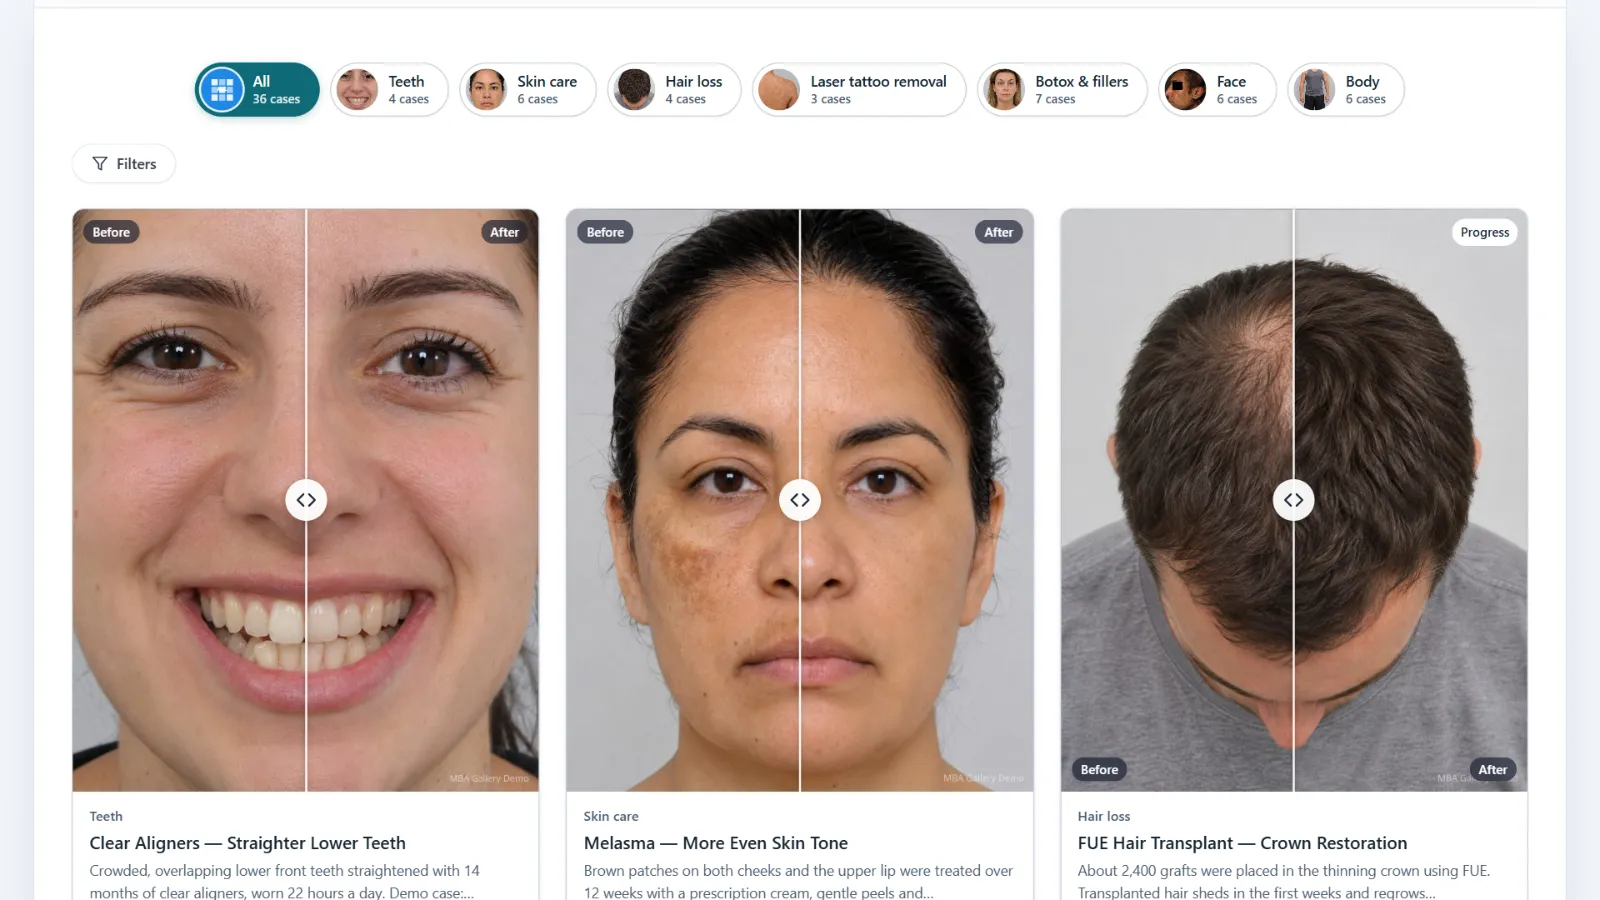 All
36 cases
Teeth
4 cases
Skin care
6 cases
Hair loss
4 cases
Laser tattoo removal
3 cases
Botox & fillers
7 cases
Face
6 cases
Body
6 cases
Filters
Before
After
MBA Gallery Demo
Before
After
MBA Gallery Demo
Progress
Before
MBA Ga
After
Teeth
Clear Aligners — Straighter Lower Teeth
Crowded, overlapping lower front teeth straightened with 14
months of clear aligners, worn 22 hours a day. Demo case:...
Skin care
Melasma — More Even Skin Tone
Brown patches on both cheeks and the upper lip were treated over
12 weeks with a prescription cream, gentle peels and...
Hair loss
FUE Hair Transplant — Crown Restoration
About 2,400 grafts were placed in the thinning crown using FUE.
Transplanted hair sheds in the first weeks and regrows...